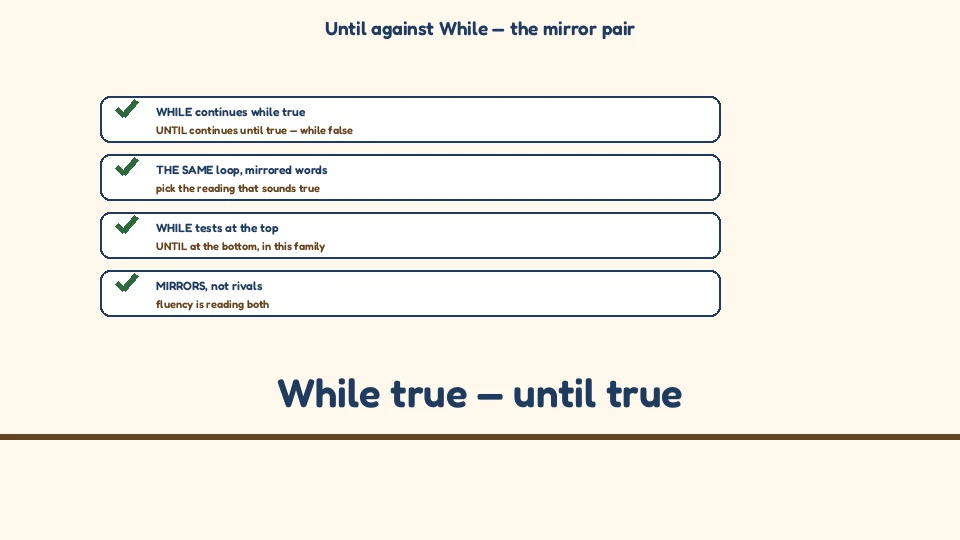 Until against While — the mirror pair
WHILE continues while true
UNTIL continues until true — while false
THE SAME loop, mirrored words
pick the reading that sounds true
WHILE tests at the top
UNTIL at the bottom, in this family
MIRRORS, not rivals
fluency is reading both
While true — until true